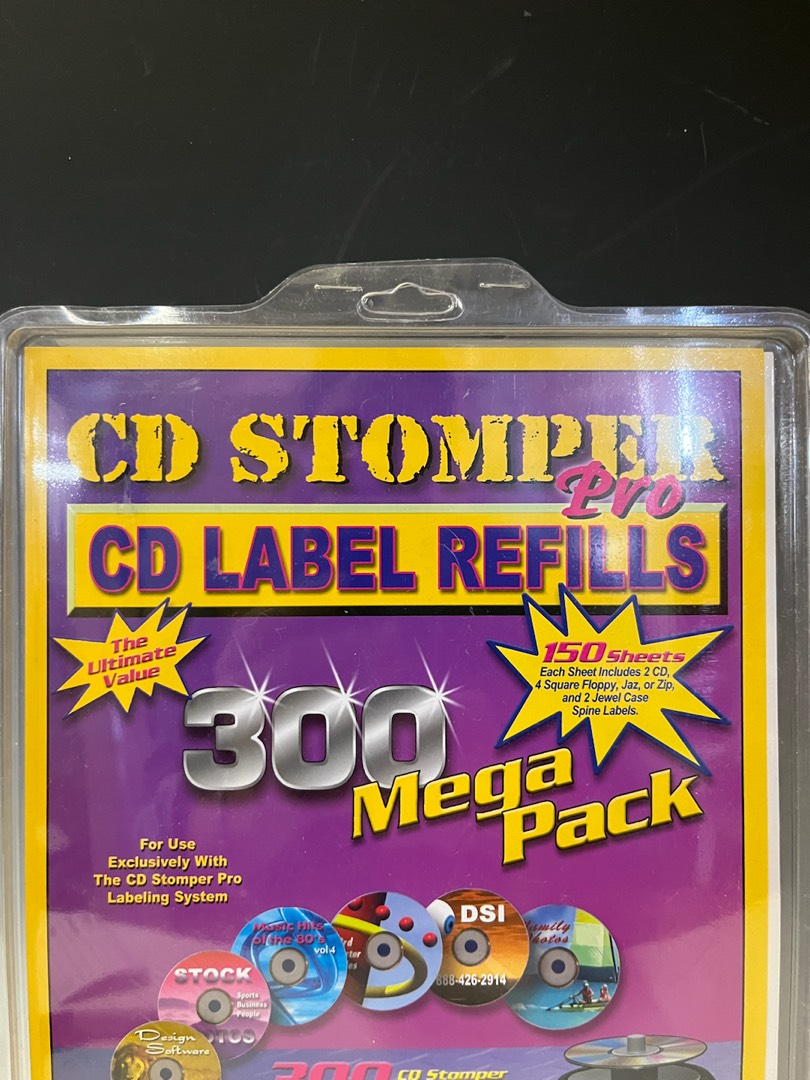 CD STOMPER
Pro
CD LABEL REFILLS
The
Ultimate
Value
150 Sheets
Each Sheet Includes 2 CD,
4 Square Floppy, Jaz, or Zip,
and 2 Jewel Case
Spine Labels.
300
Mega
Pack
For Use
Exclusively With
The CD Stomper Pro
Labeling System
Music Hits
of the 80's
vol 4
DSI
888-426-2914
STOCK
Sports
Business
People
Design
Software
300 CD Stomper